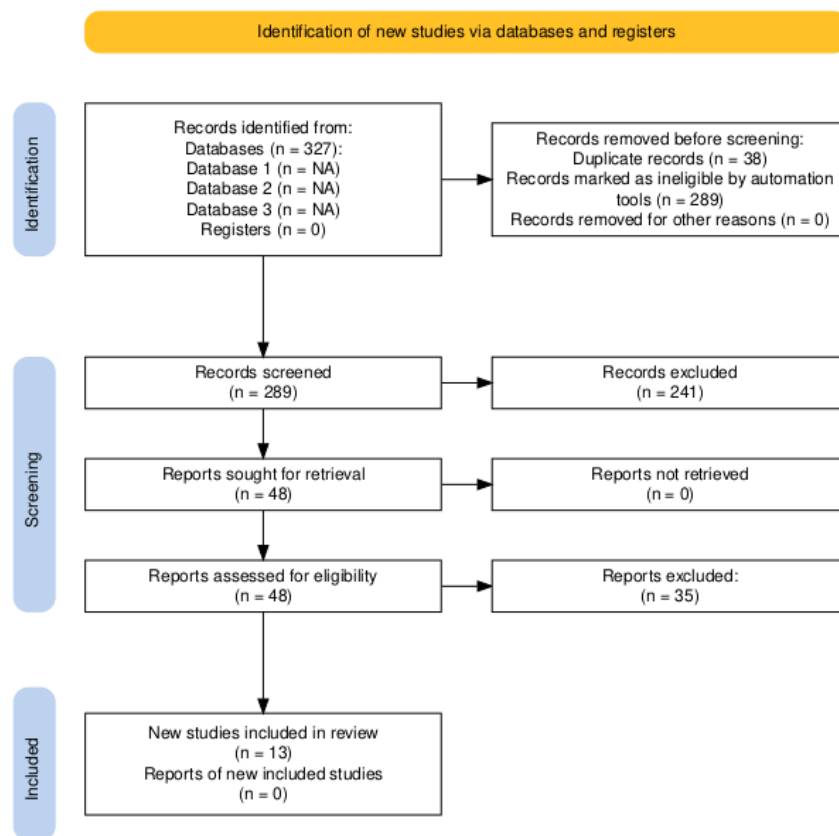 Identification of new studies via databases and registers
Identification
Records identified from:
Databases (n = 327):
Database 1 (n = NA)
Database 2 (n = NA)
Database 3 (n = NA)
Registers (n = 0)
Records removed before screening:
Duplicate records (n = 38)
Records marked as ineligible by automation
tools (n = 289)
Records removed for other reasons (n = 0)
Screening
Records screened
(n = 289)
Records excluded
(n = 241)
Reports sought for retrieval
(n = 48)
Reports not retrieved
(n = 0)
Reports assessed for eligibility
(n = 48)
Reports excluded:
(n = 35)
Included
New studies included in review
(n = 13)
Reports of new included studies
(n = 0)